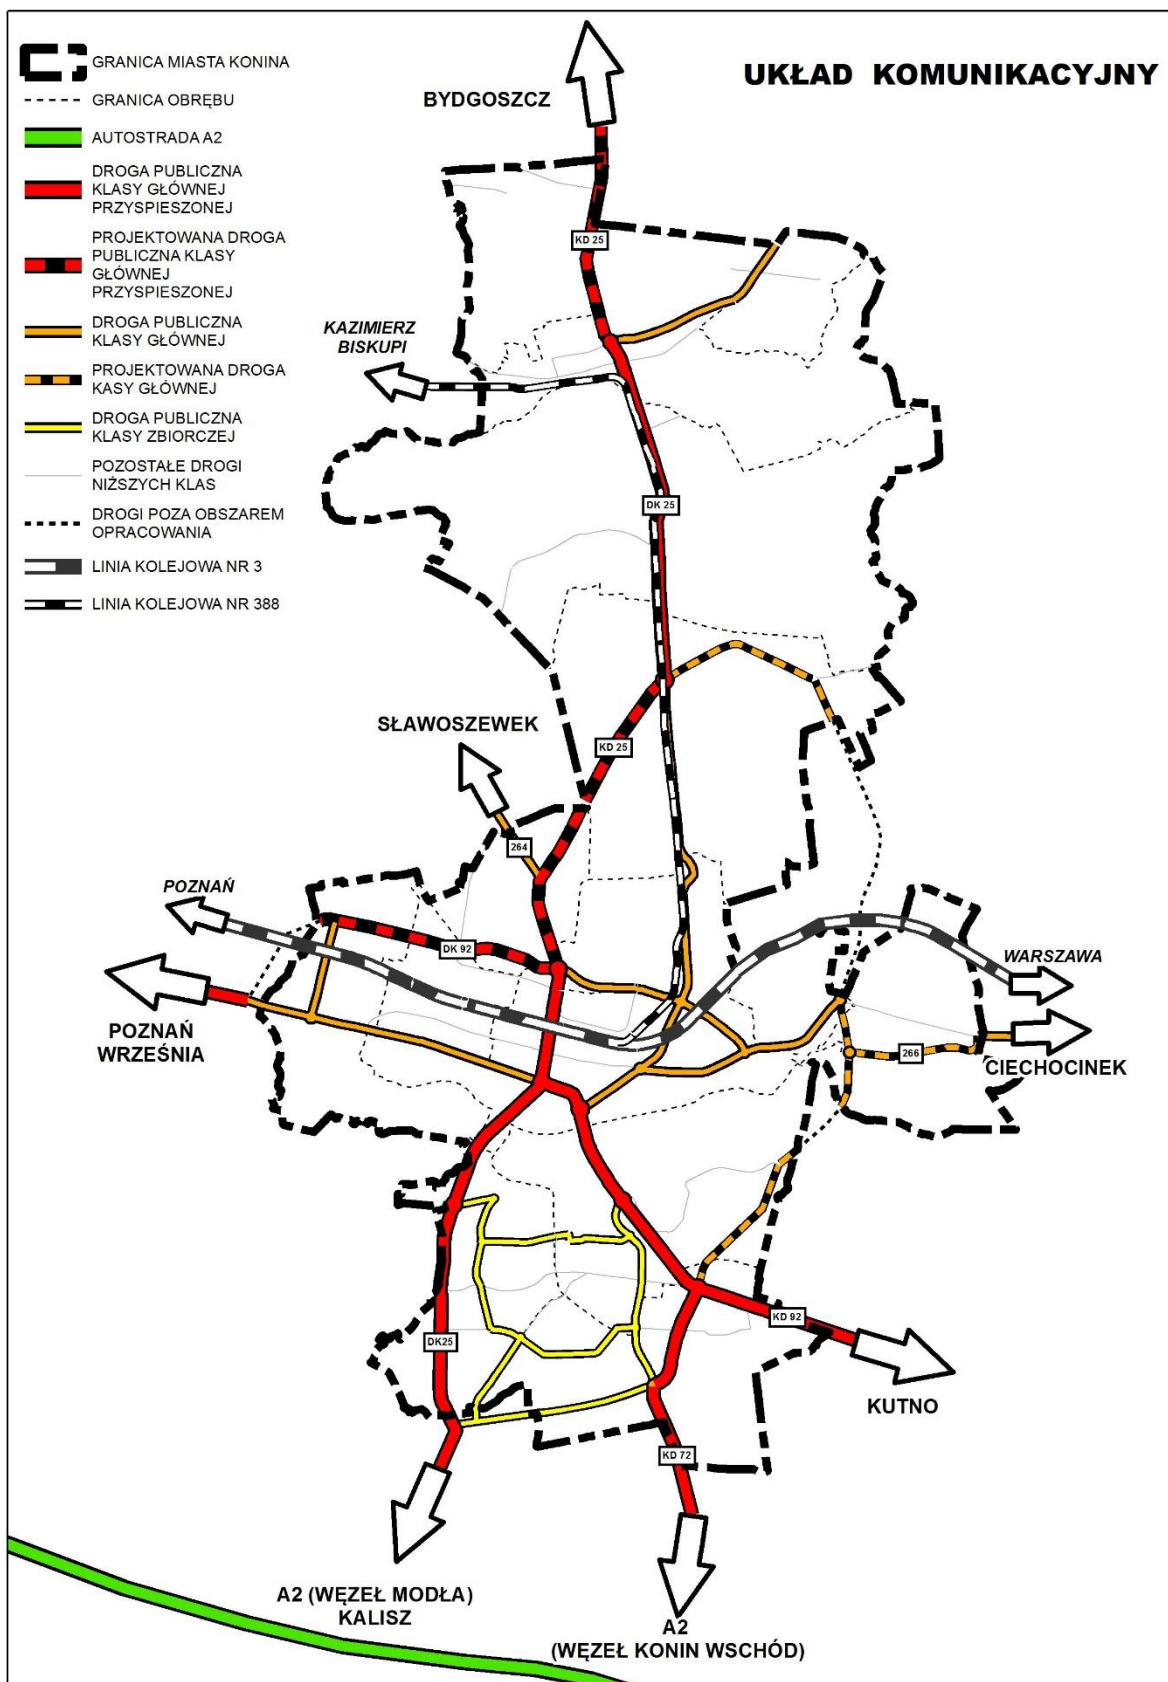 UKŁAD KOMUNIKACYJNY
GRANICA MIASTA KONINA
GRANICA OBRĘBU
AUTOSTRADA A2
DROGA PUBLICZNA
KLASY GŁÓWNEJ
PRZYSPIESZONEJ
PROJEKTOWANA DROGA
PUBLICZNA KLASY
GŁÓWNEJ
PRZYSPIESZONEJ
DROGA PUBLICZNA
KLASY GŁÓWNEJ
PROJEKTOWANA DROGA
KASY GŁÓWNEJ
DROGA PUBLICZNA
KLASY ZBIORCZEJ
POZOSTAŁE DROGI
NIŻSZYCH KLAS
DROGI POZA OBSZAREM
OPRACOWANIA
LINIA KOLEJOWA NR 3
LINIA KOLEJOWA NR 388
BYDGOSZCZ
KD 25
KAZIMIERZ
BISKUPI
DK 25
SŁAWOSZEWEK
KD 25
264
POZNAŃ
DK 92
WARSZAWA
POZNAŃ
WRZEŚNIA
266
CIECHOCINEK
KD 92
DK25
KUTNO
KD 72
A2 (WĘZEŁ MODŁA)
KALISZ
A2
(WĘZEŁ KONIN WSCHÓD)